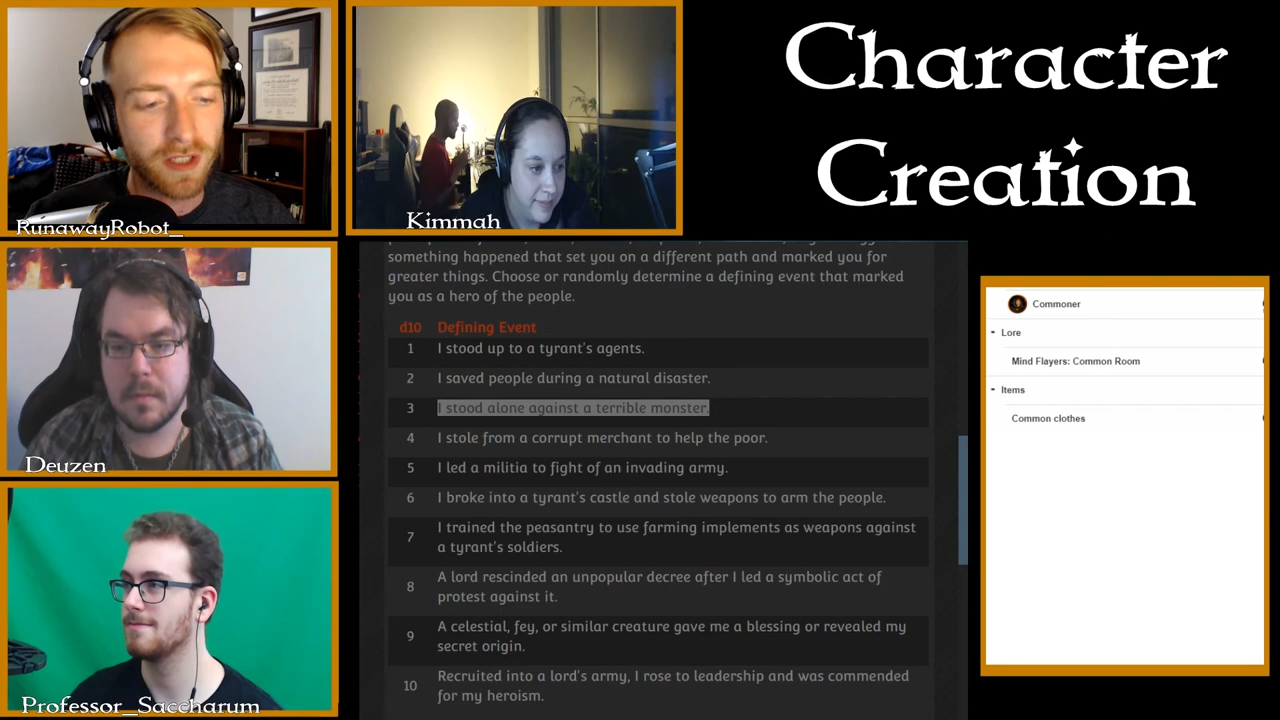 Character
Creation
RunawayRobot_
Kimmah
Deuzen
Professor_Saccharum
something happened that set you on a different path and marked you for
greater things. Choose or randomly determine a defining event that marked
you as a hero of the people.
d10 Defining Event
1 I stood up to a tyrant's agents.
2 I saved people during a natural disaster.
3 I stood alone against a terrible monster.
4 I stole from a corrupt merchant to help the poor.
5 I led a militia to fight of an invading army.
6 I broke into a tyrant's castle and stole weapons to arm the people.
7 I trained the peasantry to use farming implements as weapons against
a tyrant's soldiers.
8 A lord rescinded an unpopular decree after I led a symbolic act of
protest against it.
9 A celestial, fey, or similar creature gave me a blessing or revealed my
secret origin.
10 Recruited into a lord's army, I rose to leadership and was commended
for my heroism.
Commoner
Lore
Mind Flayers: Common Room
Items
Common clothes